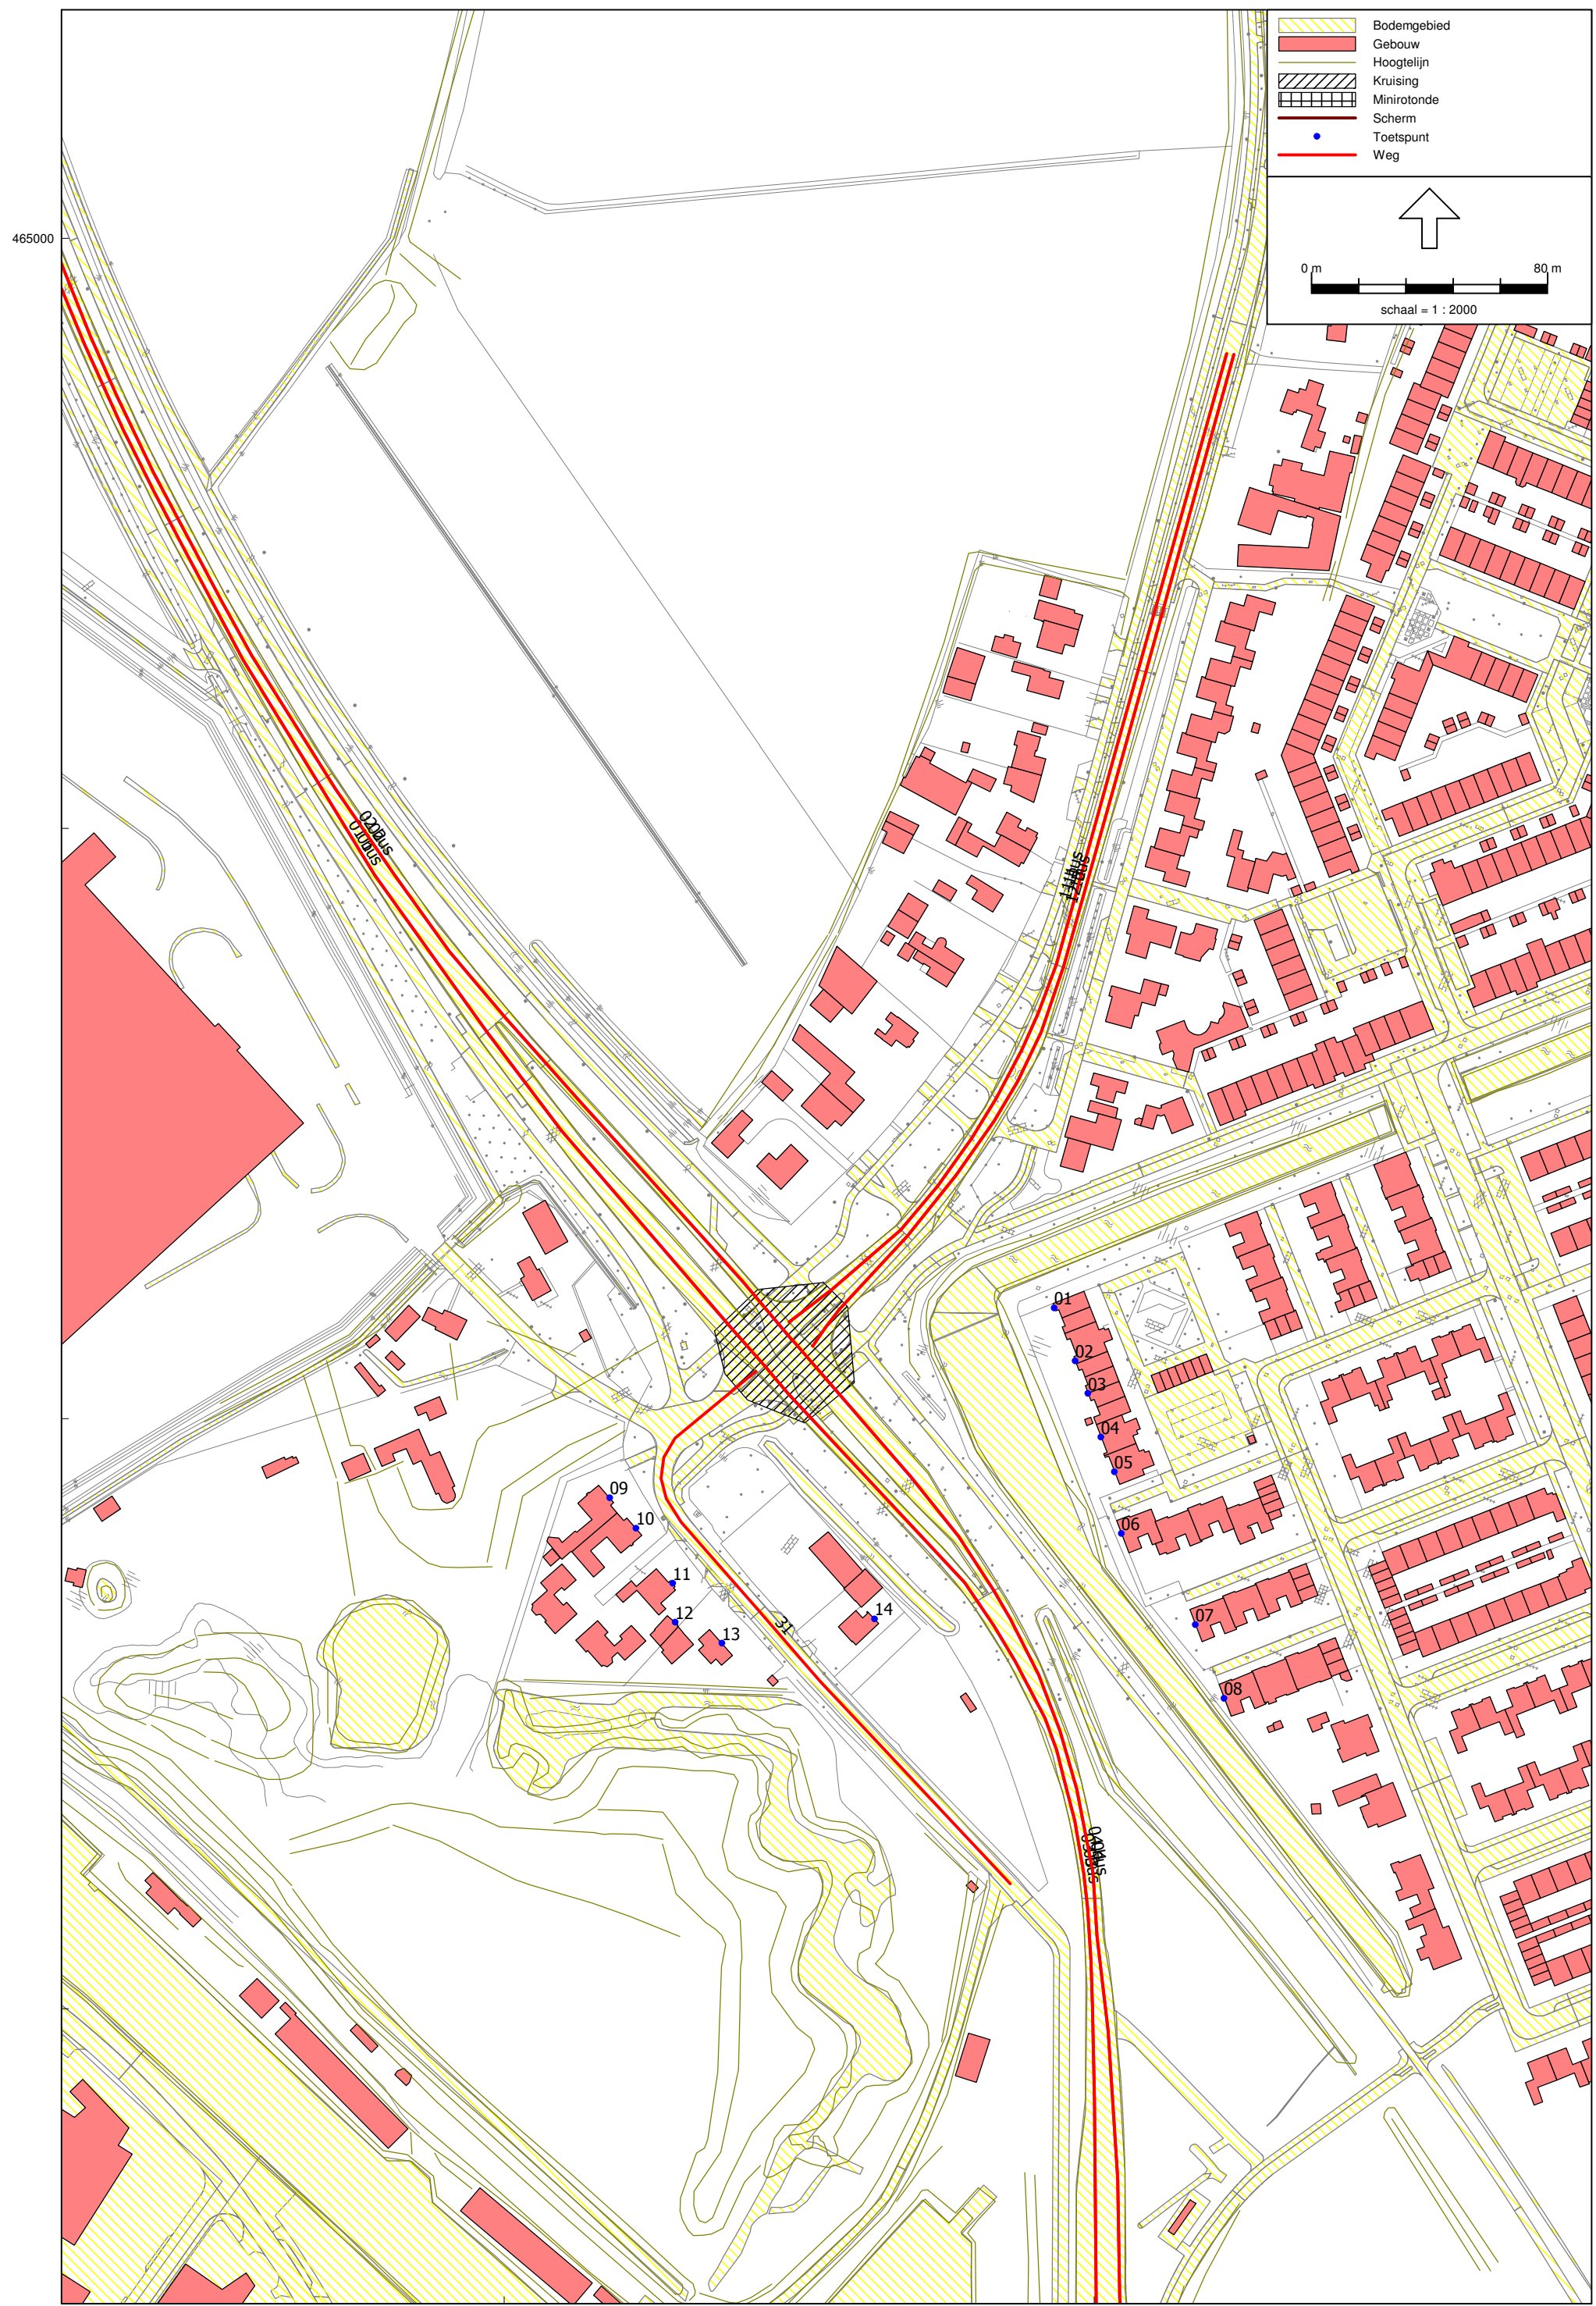 Bodemgebied
Gebouw
Hoogtelijn
Kruising
Minirotonde
Scherm
Toetspunt
Weg
465000
0 m 80 m
schaal = 1 : 2000
01
02
03
04
05
06
07
08
09
10
11
12
13
14
31